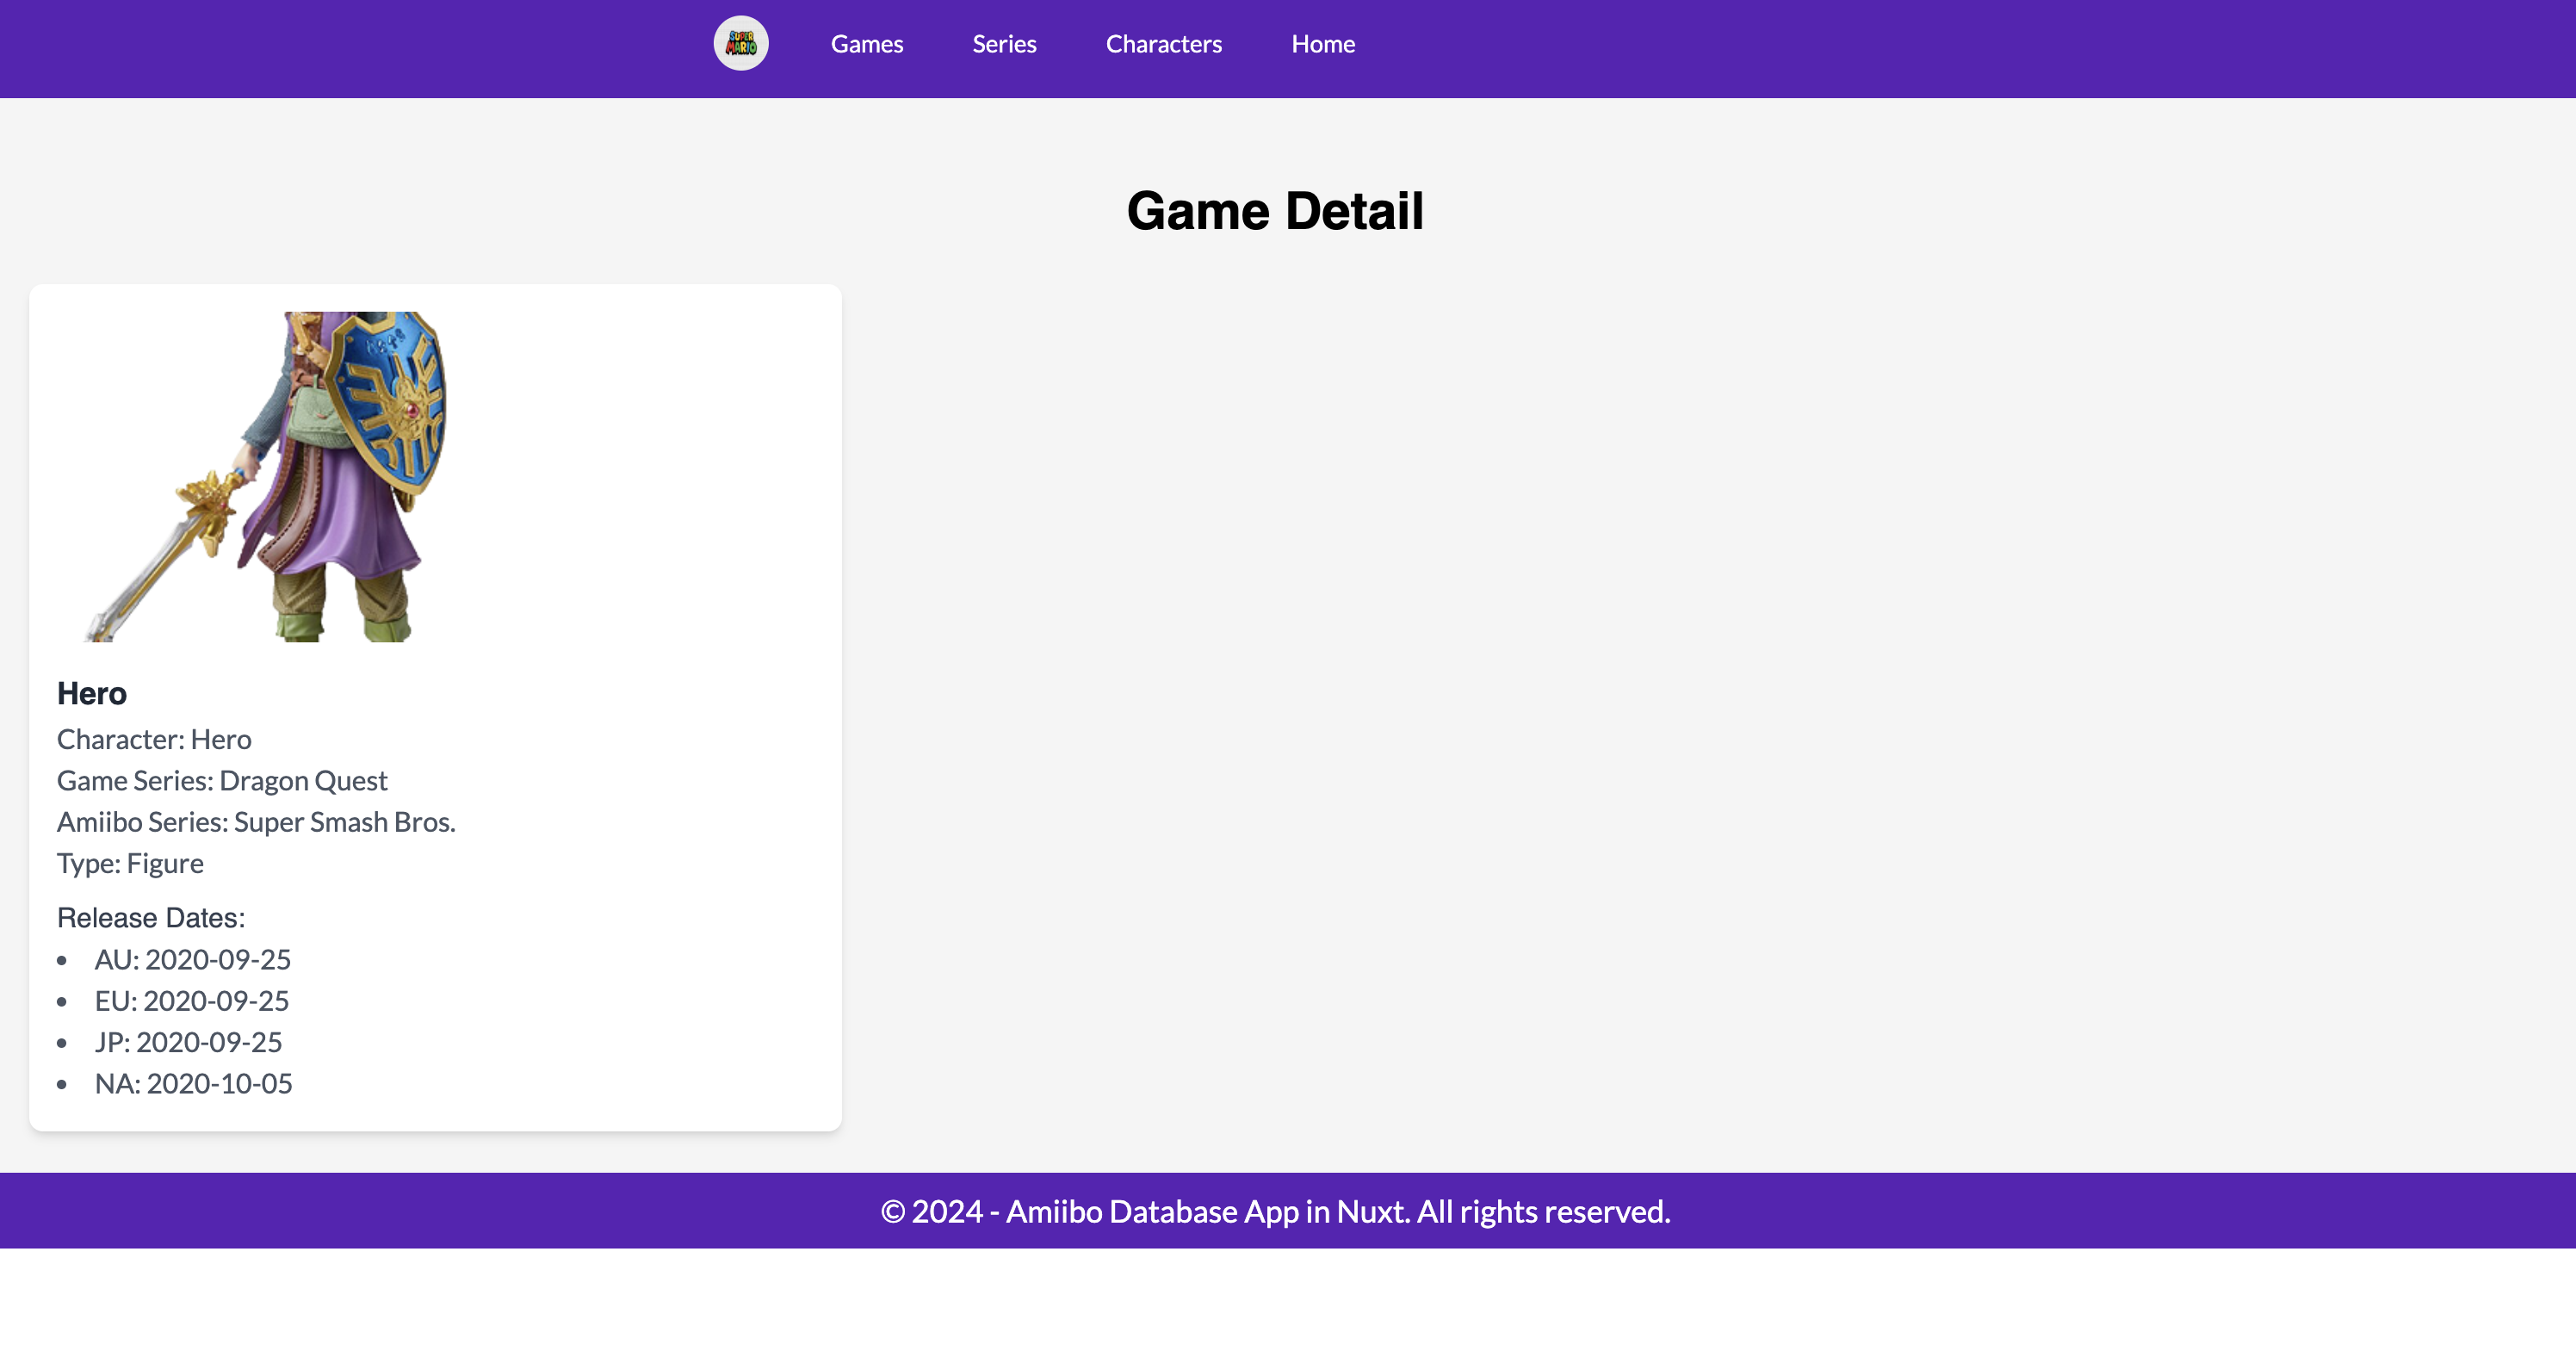 SUPER
MARIO
Games
Series
Characters
Home
Game Detail
Hero
Character: Hero
Game Series: Dragon Quest
Amiibo Series: Super Smash Bros.
Type: Figure
Release Dates:
• AU: 2020-09-25
• EU: 2020-09-25
• JP: 2020-09-25
• NA: 2020-10-05
© 2024 - Amiibo Database App in Nuxt. All rights reserved.